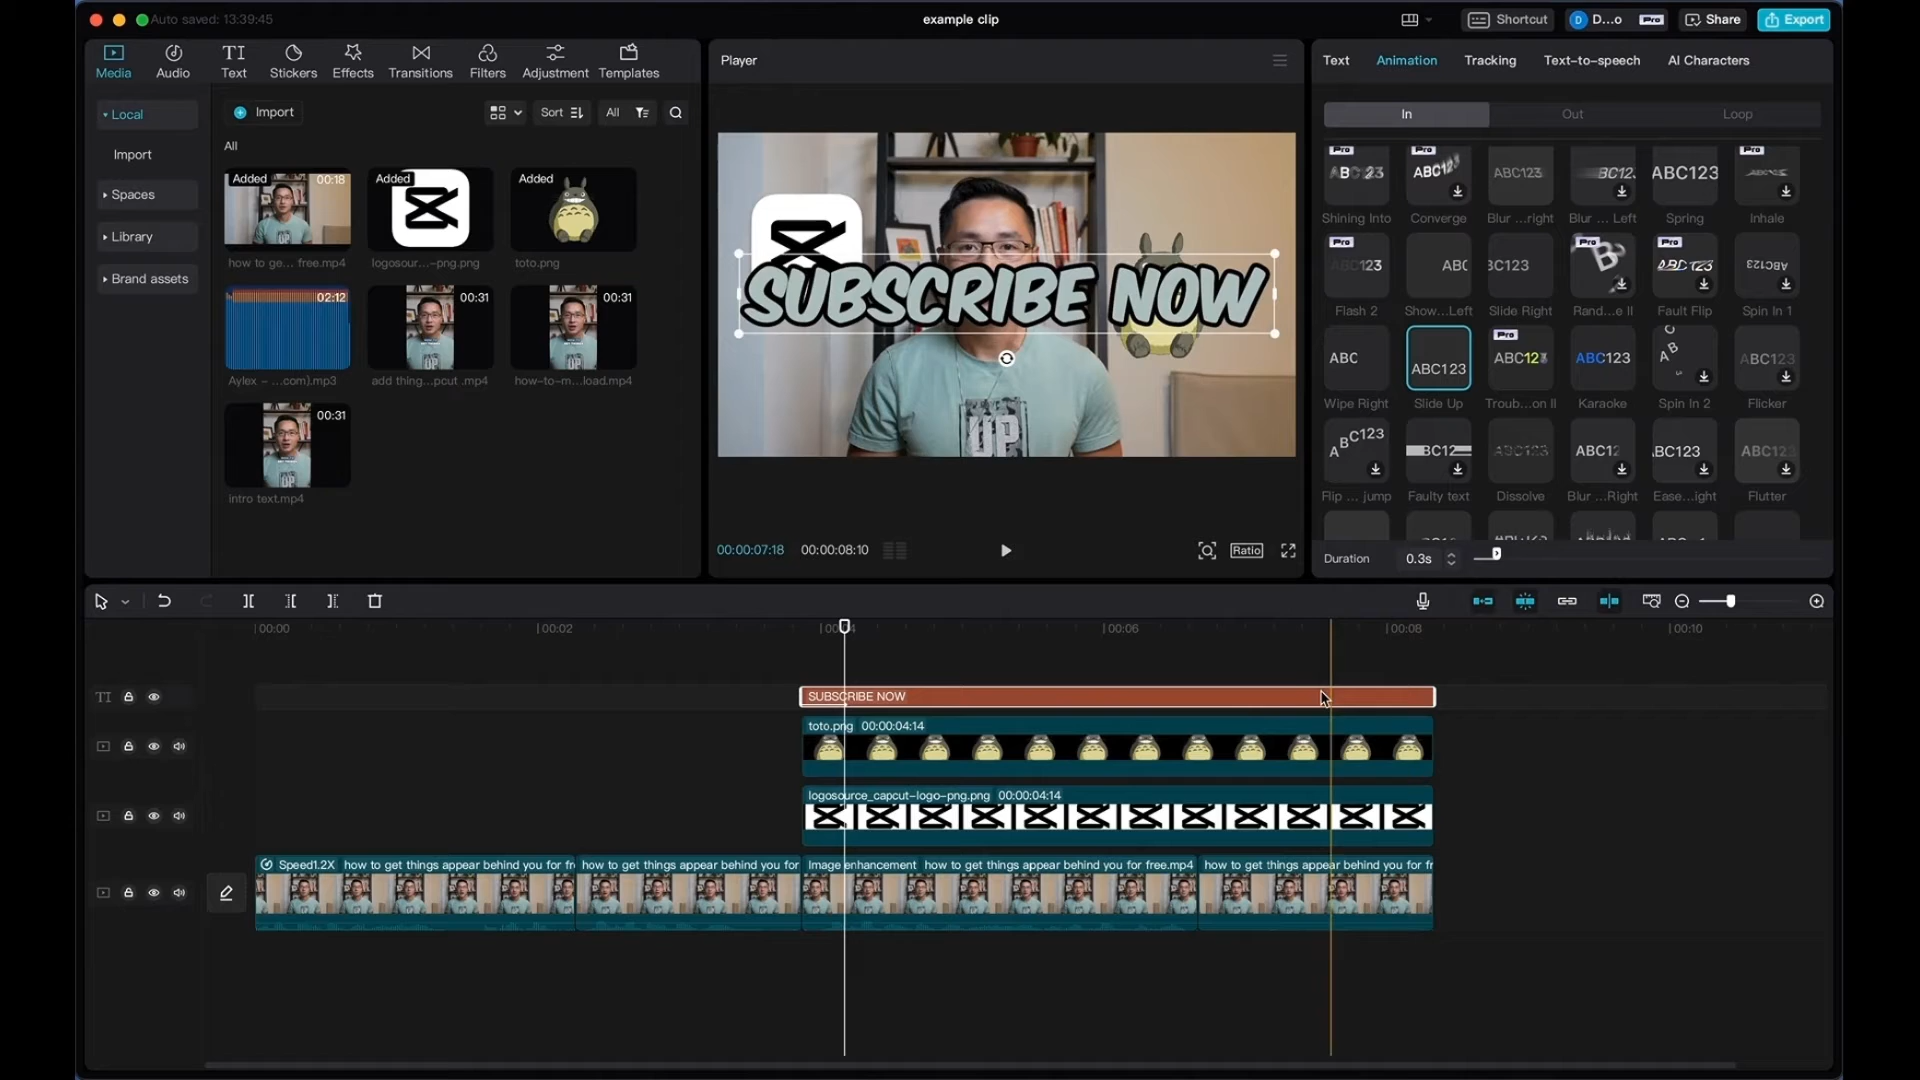 Auto saved: 13:39:45
example clip
Shortcut
D
D...o
Pro
Share
Export
Media
Audio
TI
Text
Stickers
Effects
Transitions
Filters
Adjustment
Templates
Local
Import
Spaces
Library
Brand assets
Import
Sort
All
All
Added
00:18
how to ge... free.mp4
Added
logosour...-png.png
Added
toto.png
02:12
Aylex - ...com).mp3
00:31
add thing...pcut .mp4
00:31
how-to-m...load.mp4
00:31
intro text.mp4
Player
SUBSCRIBE NOW
UP
00:00:07:18
00:00:08:10
Ratio
Text
Animation
Tracking
Text-to-speech
AI Characters
In
Out
Loop
Pro
ABC123
Shining Into
Pro
ABC123
Converge
ABC123
Blur ...right
Blur ... Left
ABC123
Spring
Pro
Inhale
Pro
Flash 2
ABC
Show...Left
3C123
Slide Right
Pro
Rand...e II
Pro
ABC123
Fault Flip
ABC123
Spin In 1
ABC
Wipe Right
ABC123
Slide Up
Pro
ABC123
Troub...on II
ABC123
Karaoke
Spin In 2
ABC123
Flicker
ABC123
Flip ... jump
Faulty text
Dissolve
ABC12
Blur ...Right
ABC123
Ease...ight
ABC123
Flutter
Duration
0.3s
00:00
00:02
00:04
00:06
00:08
00:10
TI
SUBSCRIBE NOW
toto.png 00:00:04:14
logosource_capcut-logo-png.png 00:00:04:14
Speed1.2X how to get things appear behind you for fr
how to get things appear behind you for
Image enhancement how to get things appear behind you for free.mp4
how to get things appear behind you for fr